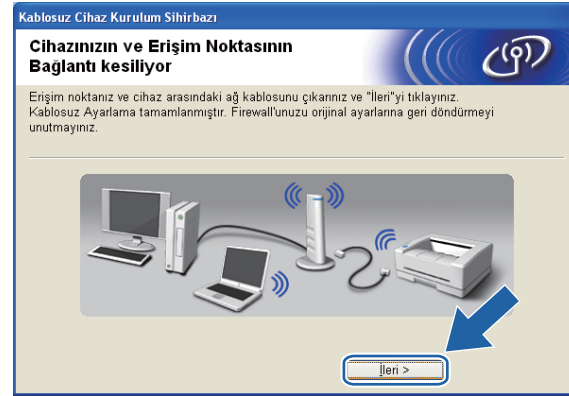 Kablosuz Cihaz Kurulum Sihirbazı
Cihazınızın ve Erişim Noktasının
Bağlantı kesiliyor
Erişim noktanız ve cihaz arasındaki ağ kablosunu çıkarınız ve "İleri"yi tıklayınız.
Kablosuz Ayarlama tamamlanmıştır. Firewall'unuzu orijinal ayarlarına geri döndürmeyi
unutmayınız.
İleri >